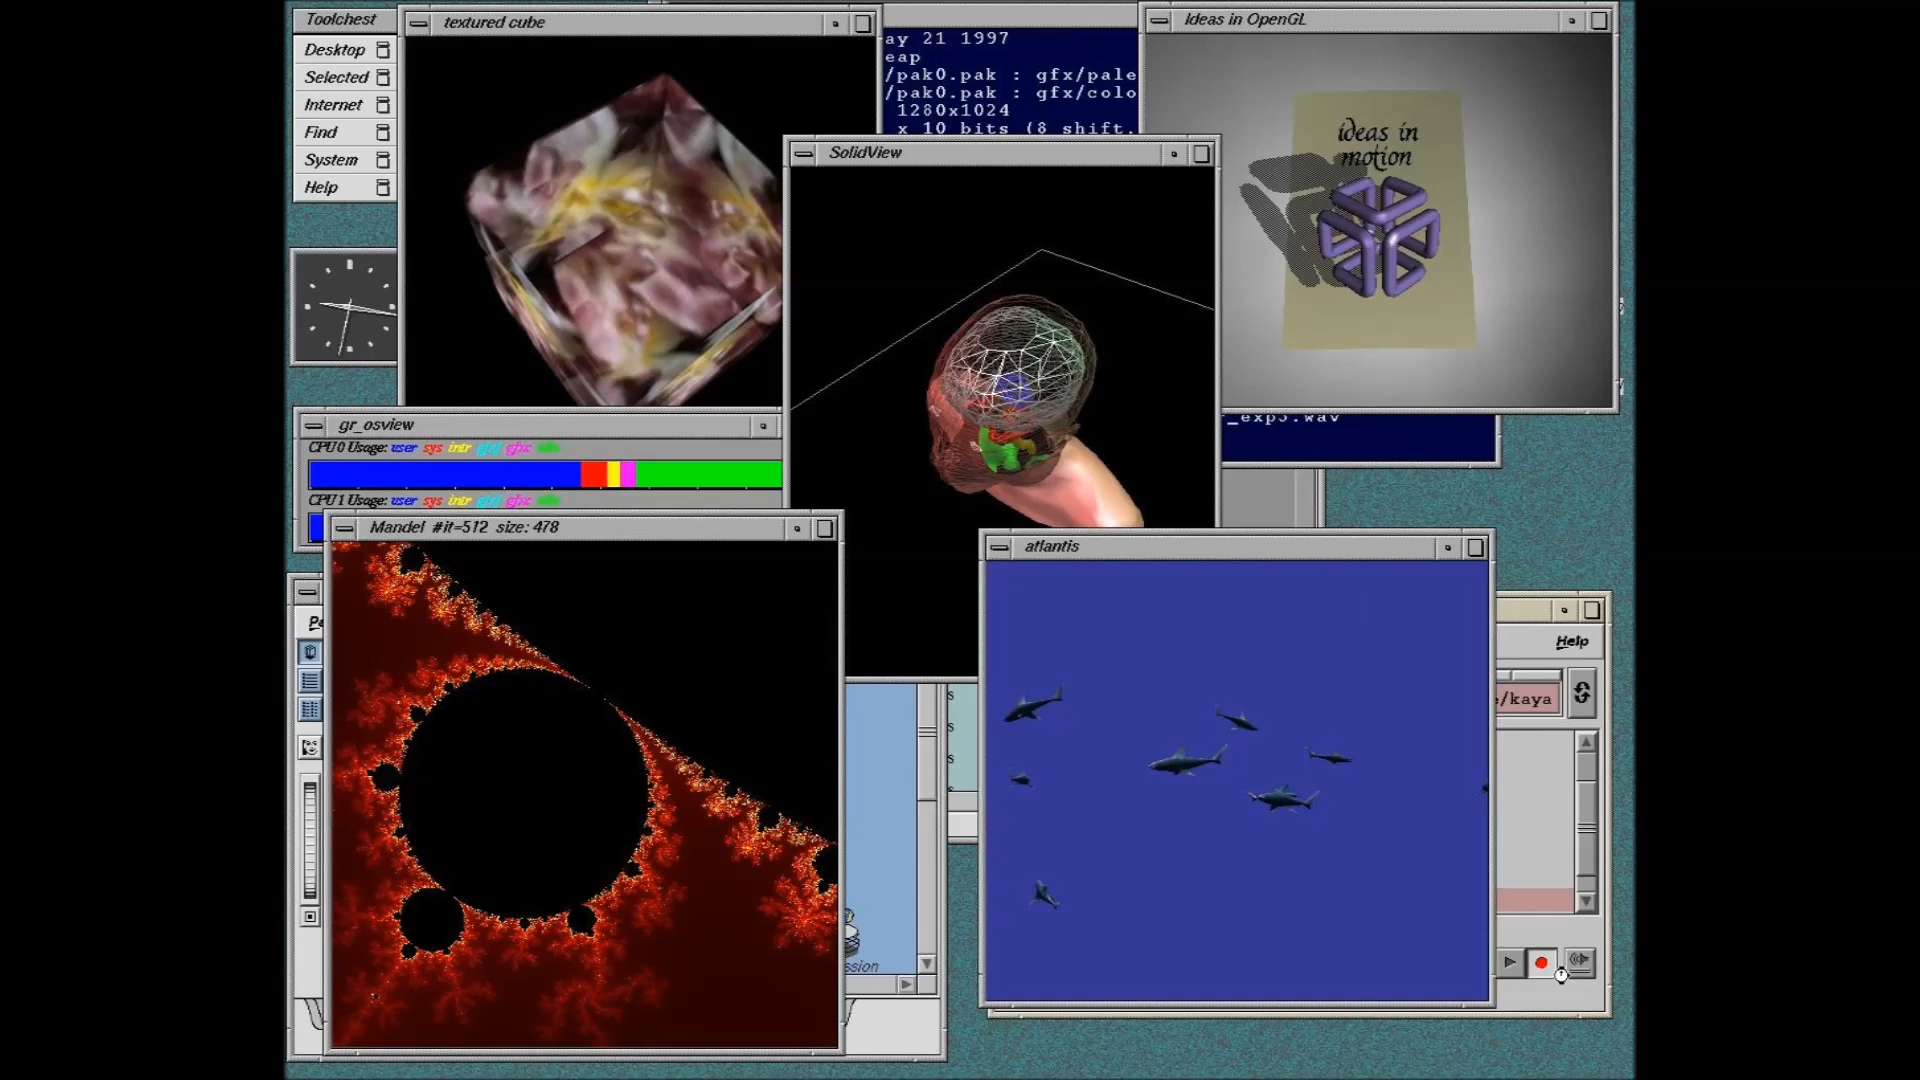 Toolchest
Desktop
Selected
Internet
Find
System
Help
textured cube
ay 21 1997
eap
/pak0.pak : gfx/pale
/pak0.pak : gfx/colo
1280x1024
x 10 bits (8 shift.
Ideas in OpenGL
ideas in
motion
SolidView
_exp3.wav
gr_osview
CPU0 Usage: user sys intr gfxf gfxc
CPU1 Usage: user sys intr gfxf gfxc
Mandel #it=512 size: 478
atlantis
Pe
Help
e/kaya
s
s
s
s
ssion